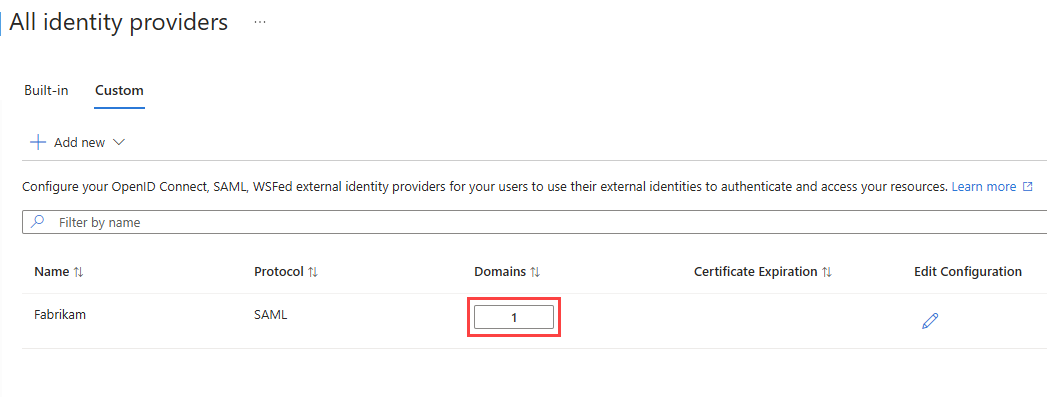 All identity providers ...
Built-in Custom
Add new
Configure your OpenID Connect, SAML, WSFed external identity providers for your users to use their external identities to authenticate and access your resources. Learn more
Filter by name
Name Protocol Domains Certificate Expiration Edit Configuration
Fabrikam SAML 1